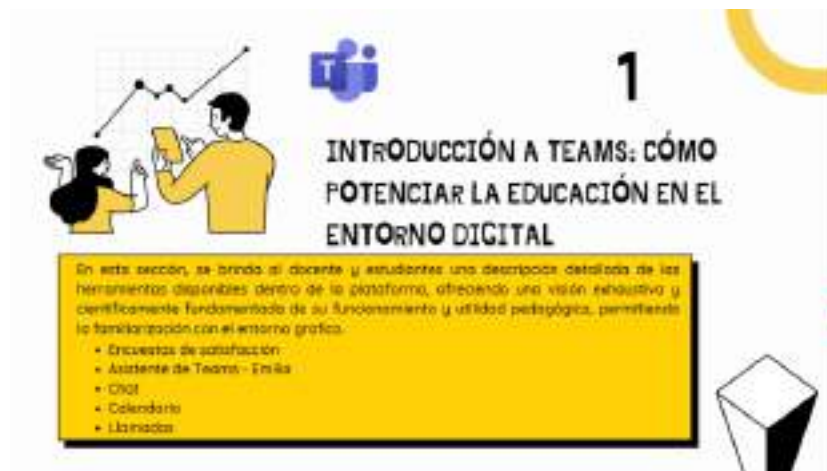 T
1
INTRODUCCIÓN A TEAMS: CÓMO
POTENCIAR LA EDUCACIÓN EN EL
ENTORNO DIGITAL
En esta sección, se brinda al docente y estudiantes una descripción detallada de las
herramientas disponibles dentro de la plataforma, ofreciendo una visión exhaustiva y
científicamente fundamentada de su funcionamiento y utilidad pedagógica, permitiendo
la familiarización con el entorno grafico.
• Encuestas de satisfacción
• Asistente de Teams - Emika
• Chat
• Calendario
• Llamadas